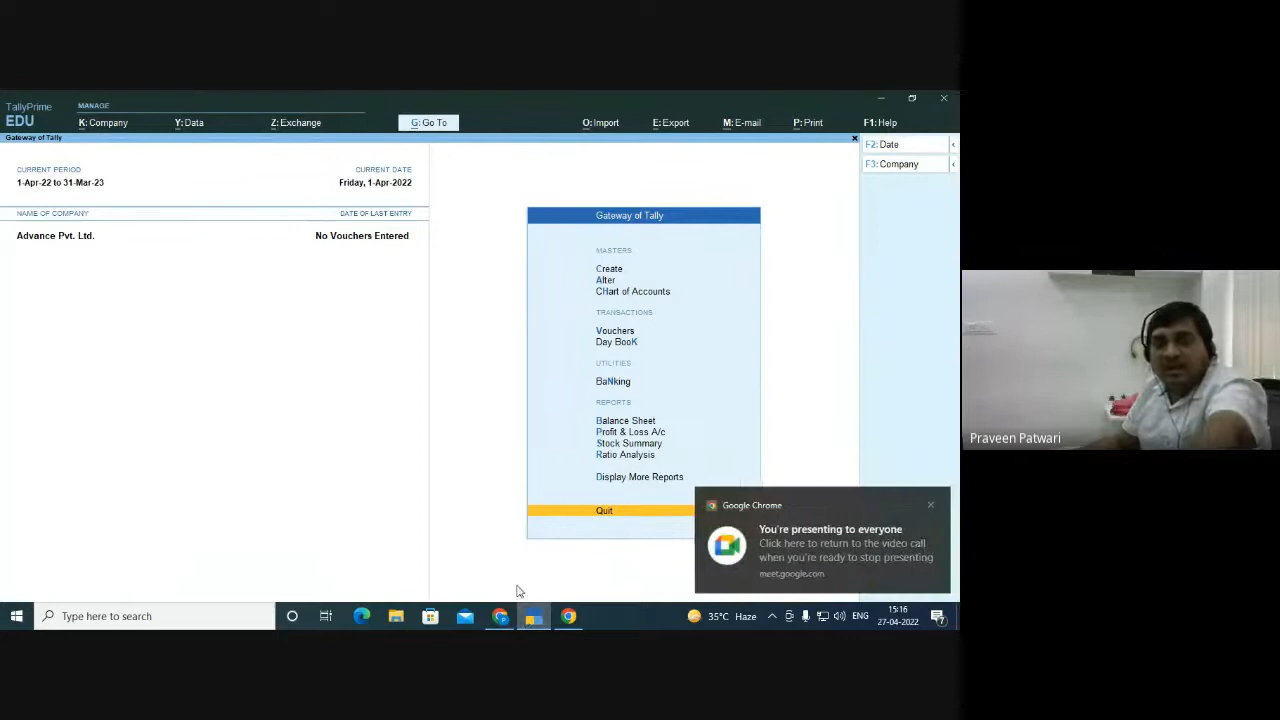 TallyPrime
EDU
MANAGE
K: Company
Y: Data
Z: Exchange
G: Go To
O: Import
E: Export
M: E-mail
P: Print
F1: Help
Gateway of Tally
F2: Date
F3: Company
CURRENT PERIOD
CURRENT DATE
1-Apr-22 to 31-Mar-23
Friday, 1-Apr-2022
NAME OF COMPANY
DATE OF LAST ENTRY
Advance Pvt. Ltd.
No Vouchers Entered
Gateway of Tally
MASTERS
Create
Alter
CHart of Accounts
TRANSACTIONS
Vouchers
Day BooK
UTILITIES
BaNking
REPORTS
Balance Sheet
Profit & Loss A/c
Stock Summary
Ratio Analysis
Display More Reports
Quit
Google Chrome
You're presenting to everyone
Click here to return to the video call
when you're ready to stop presenting
meet.google.com
Praveen Patwari
Type here to search
35°C Haze
ENG
15:16
27-04-2022
7